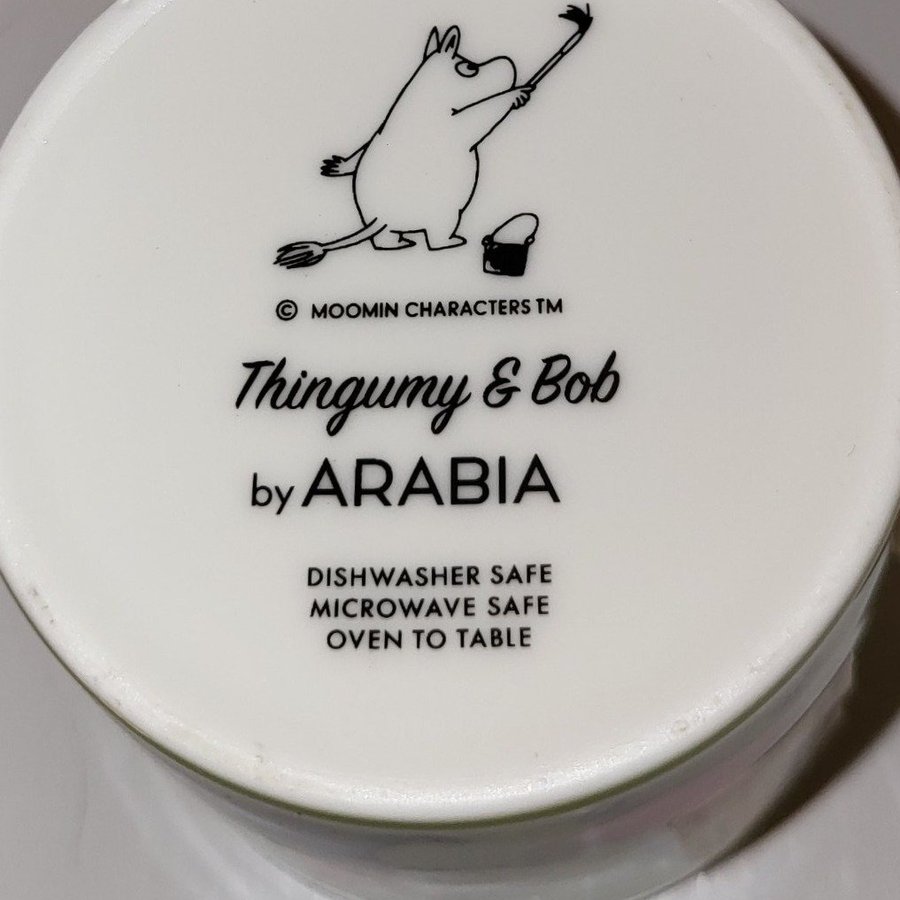 © MOOMIN CHARACTERS TM
Thingumy & Bob
by ARABIA
DISHWASHER SAFE
MICROWAVE SAFE
OVEN TO TABLE